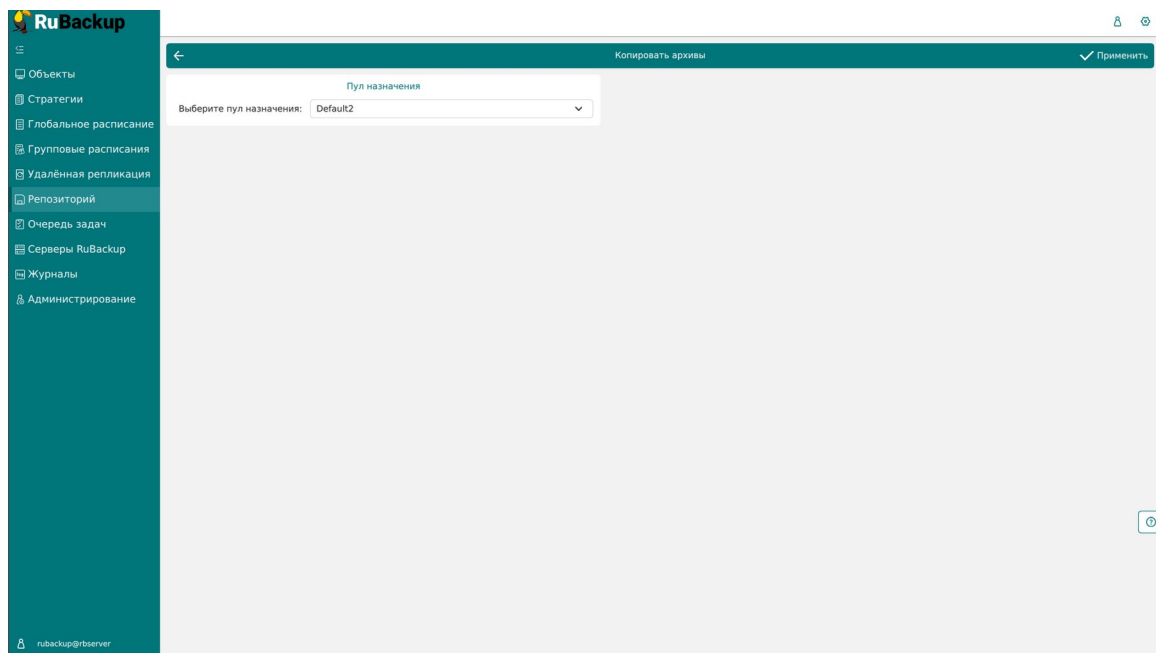 RuBackup
Копировать архивы
Применить
Объекты
Стратегии
Глобальное расписание
Групповые расписания
Удалённая репликация
Репозиторий
Очередь задач
Серверы RuBackup
Журналы
Администрирование
Пул назначения
Выберите пул назначения: Default2
rubackup@rbserver